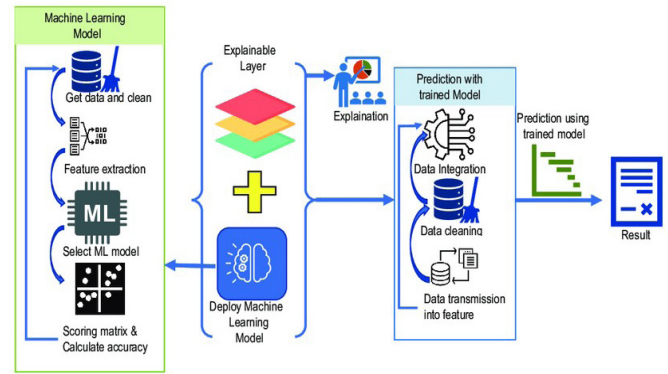 Machine Learning
Model
Get data and clean
Feature extraction
ML
Select ML model
Scoring matrix &
Calculate accuracy
Explainable
Layer
Deploy Machine
Learning
Model
Explaination
Prediction with
trained Model
Data Integration
Data cleaning
Data transmission
into feature
Prediction using
trained model
Result